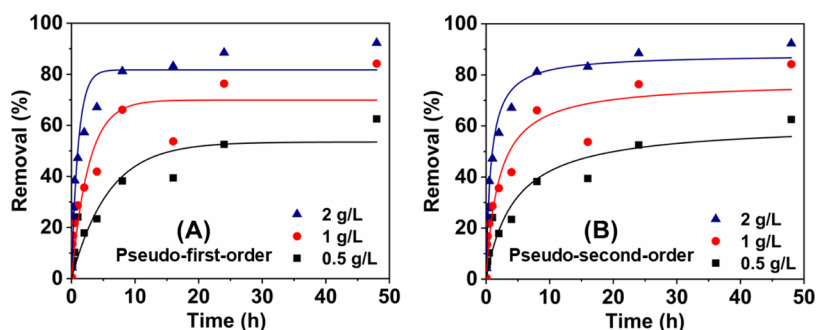 100
80
60
40
20
0
Removal (%)
(A)
Pseudo-first-order
2 g/L
1 g/L
0.5 g/L
0 10 20 30 40 50
Time (h)
100
80
60
40
20
0
Removal (%)
(B)
Pseudo-second-order
2 g/L
1 g/L
0.5 g/L
0 10 20 30 40 50
Time (h)